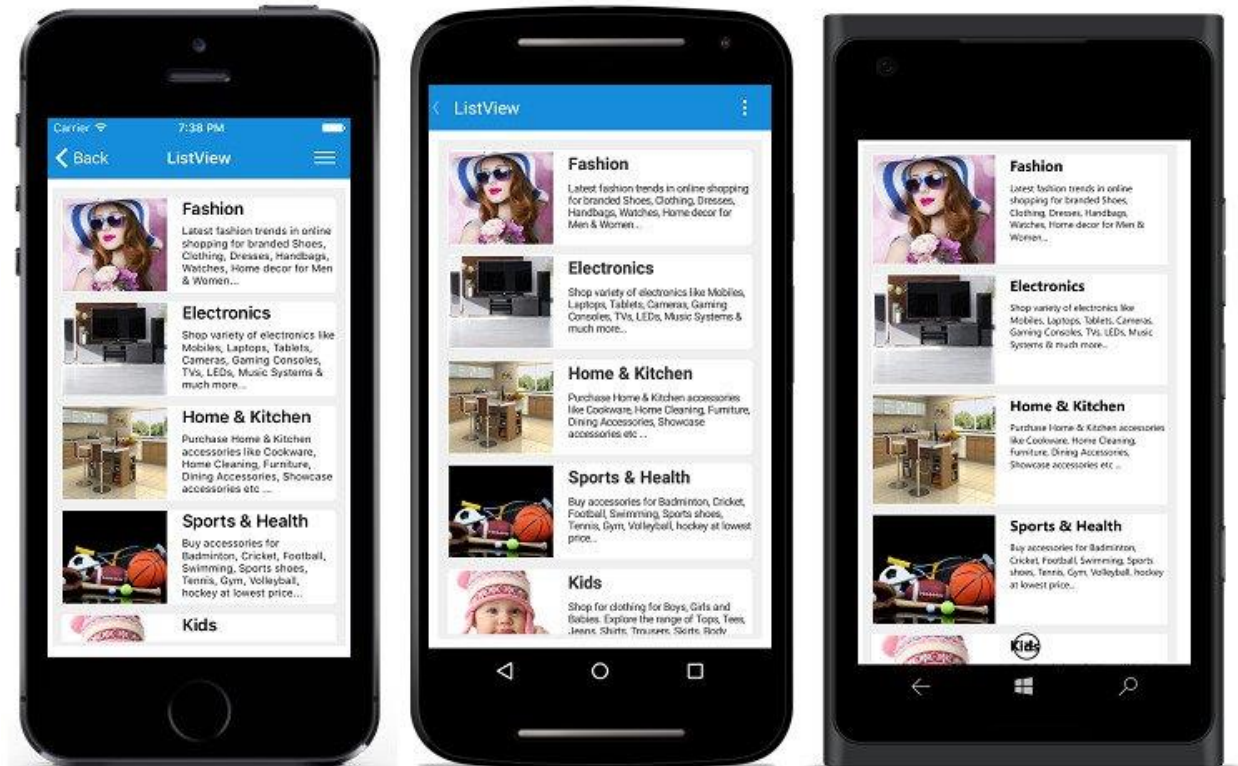 Carrier
7:38 PM
Back
ListView
Fashion
Latest fashion trends in online
shopping for branded Shoes,
Clothing, Dresses, Handbags,
Watches, Home decor for Men
& Women...
Electronics
Shop variety of electronics like
Mobiles, Laptops, Tablets,
Cameras, Gaming Consoles,
TVs, LEDs, Music Systems &
much more...
Home & Kitchen
Purchase Home & Kitchen
accessories like Cookware,
Home Cleaning, Furniture,
Dining Accessories, Showcase
accessories etc ....
Sports & Health
Buy accessories for
Badminton, Cricket, Football,
Swimming, Sports shoes,
Tennis, Gym, Volleyball,
hockey at lowest price...
Kids
ListView
Fashion
Latest fashion trends in online shopping
for branded Shoes, Clothing, Dresses,
Handbags, Watches, Home decor for
Men & Women...
Electronics
Shop variety of electronics like Mobiles,
Laptops, Tablets, Cameras, Gaming
Consoles, TVs, LEDs, Music Systems &
much more...
Home & Kitchen
Purchase Home & Kitchen accessories
like Cookware, Home Cleaning, Furniture,
Dining Accessories, Showcase
accessories etc ...
Sports & Health
Buy accessories for Badminton, Cricket,
Football, Swimming, Sports shoes,
Tennis, Gym, Volleyball, hockey at lowest
price...
Kids
Shop for clothing for Boys, Girls and
Babies. Explore the range of Tops, Tees,
Jeans, Shirts, Trousers, Skirts, Body
Fashion
Latest fashion trends in online
shopping for branded Shoes,
Clothing, Dresses, Handbags,
Watches, Home decor for Men &
Women...
Electronics
Shop variety of electronics like
Mobiles, Laptops, Tablets, Cameras,
Gaming Consoles, TVs, LEDs, Music
Systems & much more...
Home & Kitchen
Purchase Home & Kitchen accessories
like Cookware, Home Cleaning,
Furniture, Dining Accessories,
Showcase accessories etc ...
Sports & Health
Buy accessories for Badminton,
Cricket, Football, Swimming, Sports
shoes, Tennis, Gym, Volleyball, hockey
at lowest price...
Kids